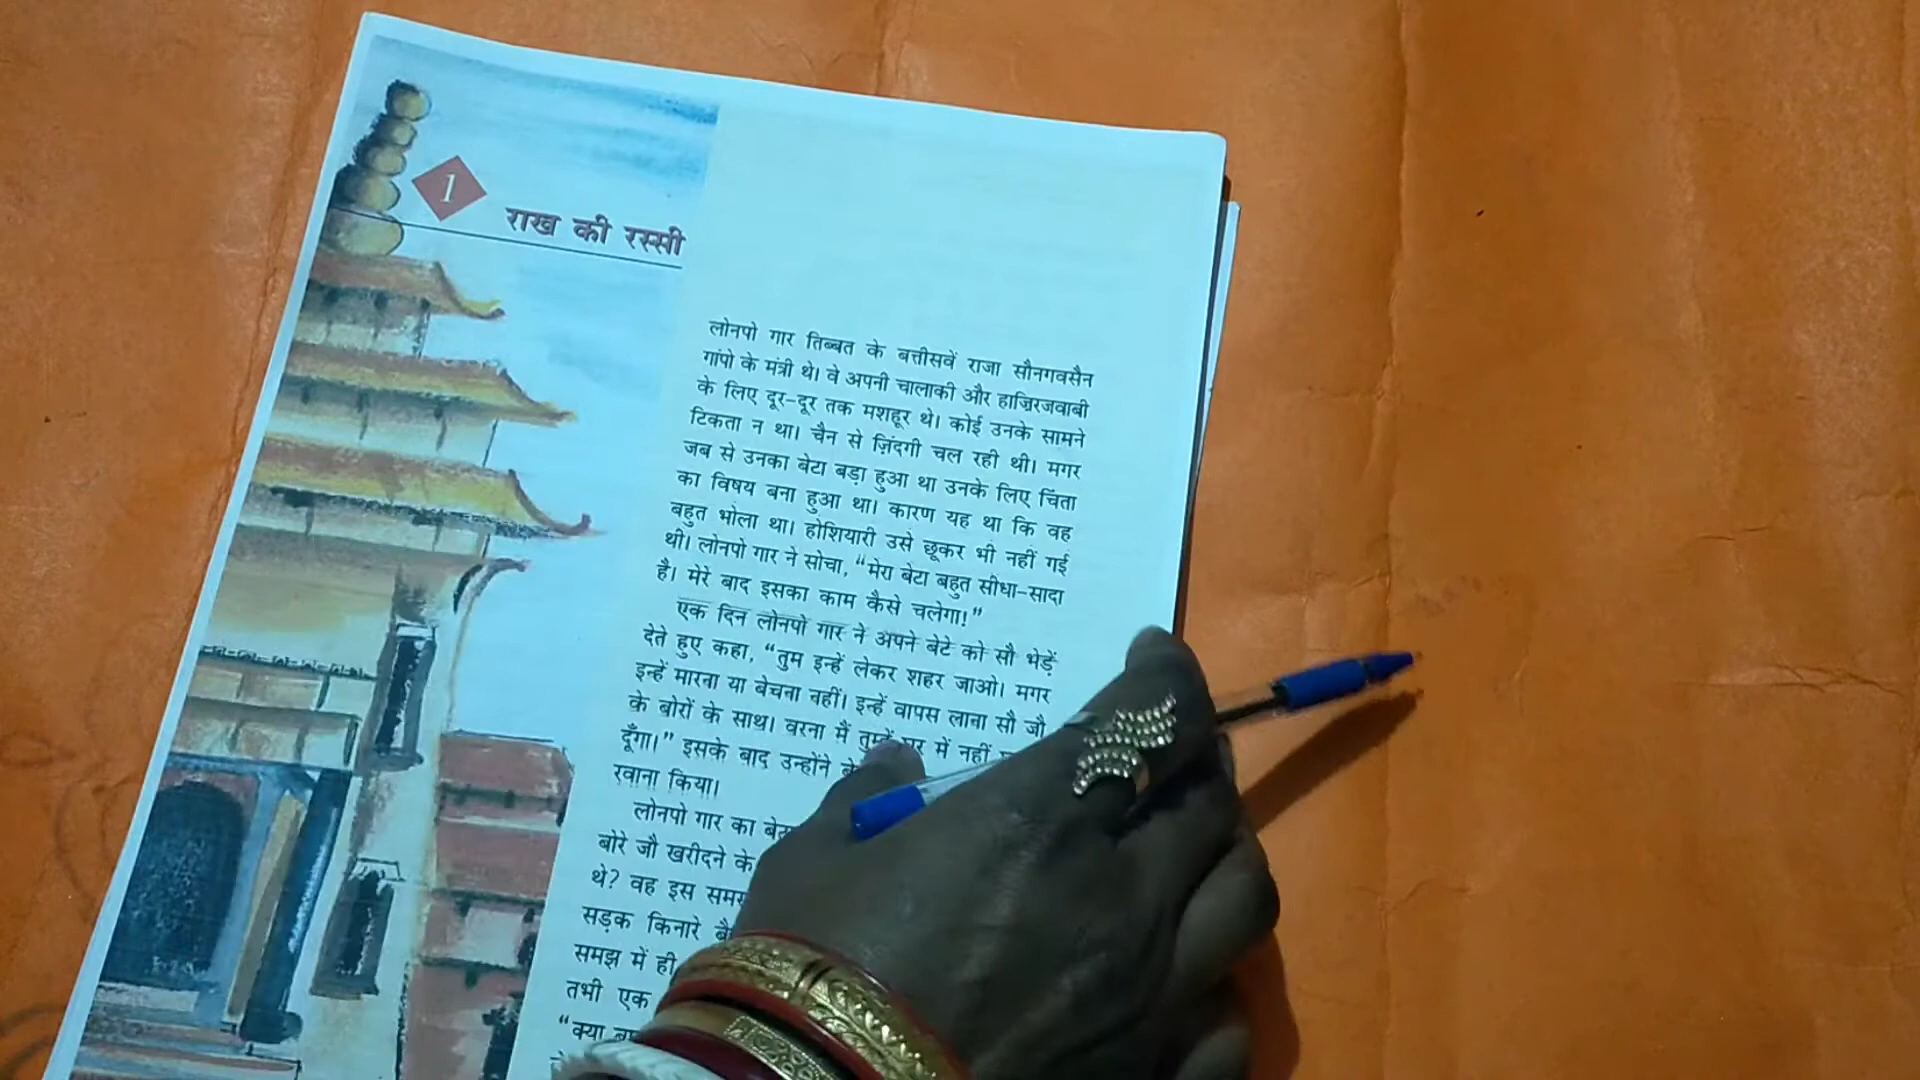 1
राख की रस्सी
लोनपो गार तिब्बत के बत्तीसवें राजा सौनगवसैन
गांपो के मंत्री थे। वे अपनी चालाकी और हाज़िरजवाबी
के लिए दूर-दूर तक मशहूर थे। कोई उनके सामने
टिकता न था। चैन से ज़िंदगी चल रही थी। मगर
जब से उनका बेटा बड़ा हुआ था उनके लिए चिंता
का विषय बना हुआ था। कारण यह था कि वह
बहुत भोला था। होशियारी उसे छूकर भी नहीं गई
थी। लोनपो गार ने सोचा, “मेरा बेटा बहुत सीधा-सादा
है। मेरे बाद इसका काम कैसे चलेगा!”
एक दिन लोनपो गार ने अपने बेटे को सौ भेड़ें
देते हुए कहा, “तुम इन्हें लेकर शहर जाओ। मगर
इन्हें मारना या बेचना नहीं। इन्हें वापस लाना सौ जौ
के बोरों के साथ। वरना मैं तुम्हें घर में नहीं
दूँगा।” इसके बाद उन्होंने
रवाना किया।
लोनपो गार का
बोरे जौ खरीदने के
थे? वह इस
सड़क किनारे
समझ में ही
तभी एक
“क्या